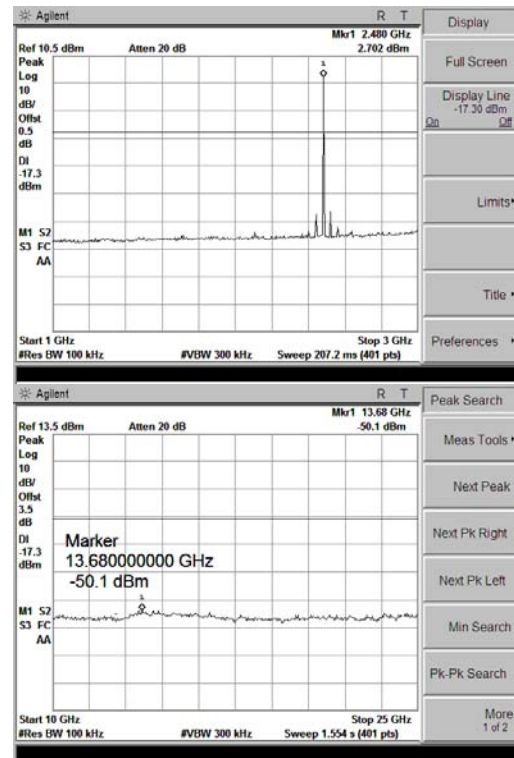 Agilent R T Display
Mkr1 2.480 GHz
Ref 10.5 dBm Atten 20 dB 2.702 dBm
Peak
Log
10
dB/
Offst
0.5
dB
DI
-17.3
dBm
1
M1 S2
S3 FC
AA
Start 1 GHz Stop 3 GHz
#Res BW 100 kHz #VBW 300 kHz Sweep 207.2 ms (401 pts)
Full Screen
Display Line
-17.30 dBm
On Off
Limits
Title
Preferences
Agilent R T Peak Search
Mkr1 13.68 GHz
Ref 13.5 dBm Atten 20 dB -50.1 dBm
Peak
Log
10
dB/
Offst
3.5
dB
DI
-17.3
dBm
Marker
13.680000000 GHz
-50.1 dBm
1
M1 S2
S3 FC
AA
Start 10 GHz Stop 25 GHz
#Res BW 100 kHz #VBW 300 kHz Sweep 1.554 s (401 pts)
Meas Tools
Next Peak
Next Pk Right
Next Pk Left
Min Search
Pk-Pk Search
More
1 of 2